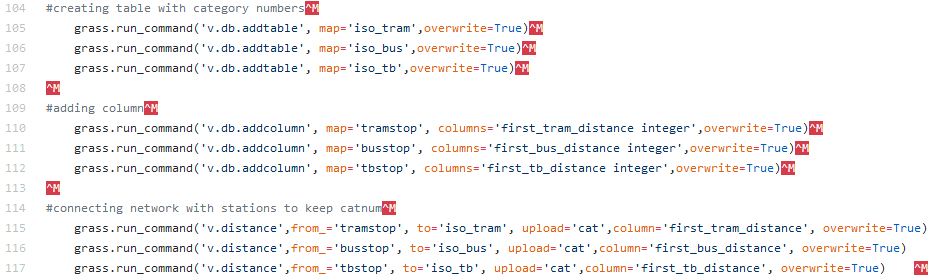 104 #creating table with category numbers^M
105 grass.run_command('v.db.addtable', map='iso_tram',overwrite=True)^M
106 grass.run_command('v.db.addtable', map='iso_bus',overwrite=True)^M
107 grass.run_command('v.db.addtable', map='iso_tb',overwrite=True)^M
108 ^M
109 #adding column^M
110 grass.run_command('v.db.addcolumn', map='tramstop', columns='first_tram_distance integer',overwrite=True)^M
111 grass.run_command('v.db.addcolumn', map='busstop', columns='first_bus_distance integer',overwrite=True)^M
112 grass.run_command('v.db.addcolumn', map='tbstop', columns='first_tb_distance integer',overwrite=True)^M
113 ^M
114 #connecting network with stations to keep catnum^M
115 grass.run_command('v.distance',from_='tramstop', to='iso_tram', upload='cat',column='first_tram_distance', overwrite=True)
116 grass.run_command('v.distance',from_='busstop', to='iso_bus', upload='cat',column='first_bus_distance', overwrite=True)
117 grass.run_command('v.distance',from_='tbstop', to='iso_tb', upload='cat',column='first_tb_distance', overwrite=True) ^M